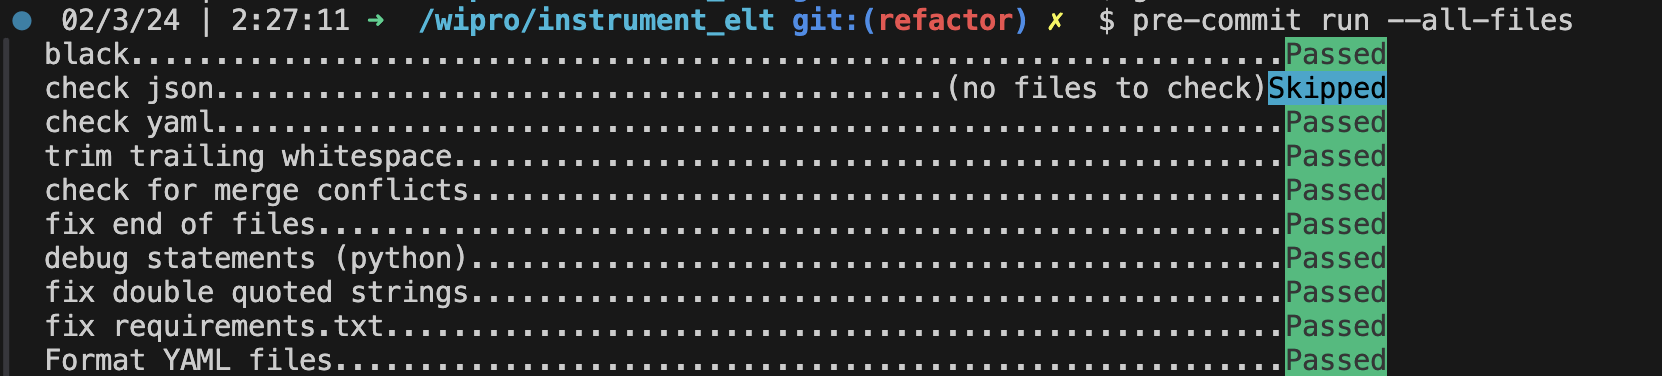 02/3/24 | 2:27:11 ➜ /wipro/instrument_elt git:(refactor) ✗ $ pre-commit run --all-files
black....................................................................Passed
check json...........................................(no files to check)Skipped
check yaml...............................................................Passed
trim trailing whitespace.................................................Passed
check for merge conflicts................................................Passed
fix end of files.........................................................Passed
debug statements (python)................................................Passed
fix double quoted strings................................................Passed
fix requirements.txt.....................................................Passed
Format YAML files........................................................Passed